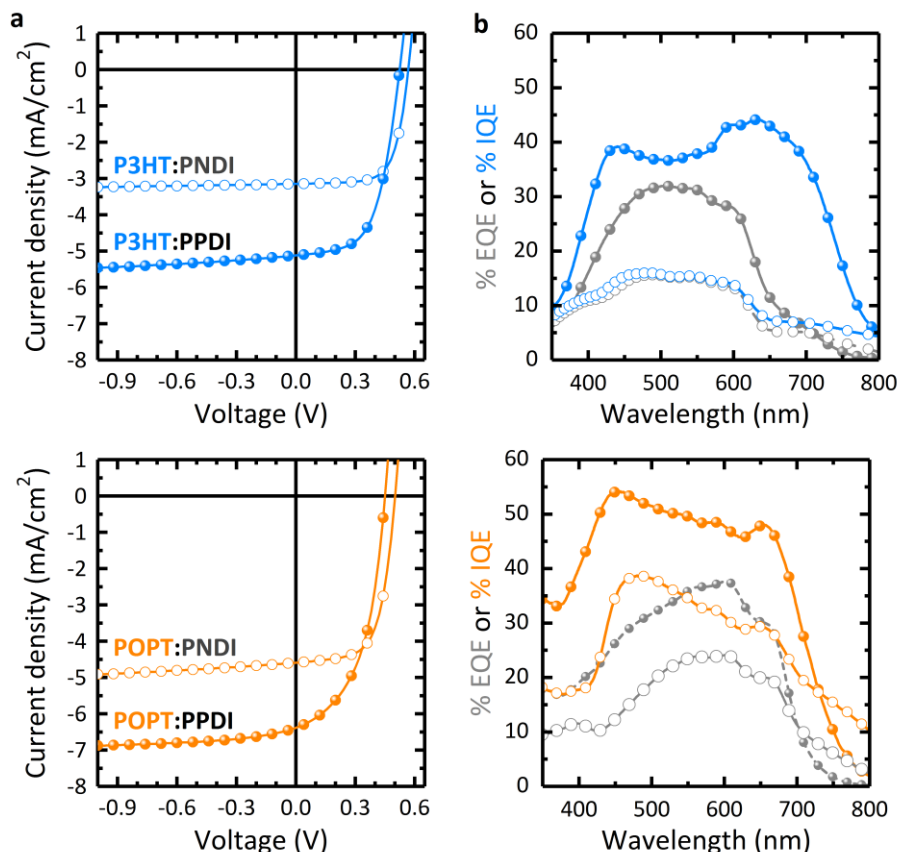 a
Current density (mA/cm²)
1
0
-1
-2
-3
-4
-5
-6
-7
-8
P3HT:PNDI
P3HT:PPDI
-0.9 -0.6 -0.3 0.0 0.3 0.6
Voltage (V)
b
% EQE or % IQE
60
50
40
30
20
10
0
400 500 600 700 800
Wavelength (nm)
Current density (mA/cm²)
1
0
-1
-2
-3
-4
-5
-6
-7
-8
POPT:PNDI
POPT:PPDI
-0.9 -0.6 -0.3 0.0 0.3 0.6
Voltage (V)
% EQE or % IQE
60
50
40
30
20
10
0
400 500 600 700 800
Wavelength (nm)